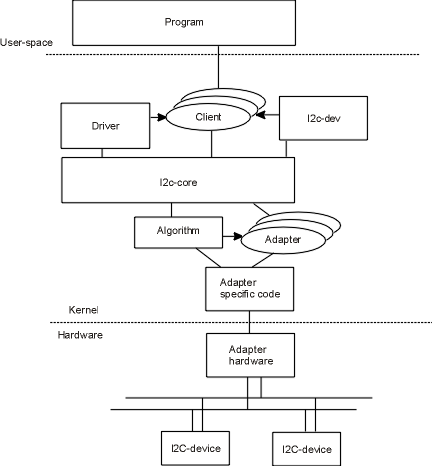 Program
User-space
Client
Driver
I2c-dev
I2c-core
Algorithm
Adapter
Adapter
specific code
Kernel
Hardware
Adapter
hardware
I2C-device
I2C-device